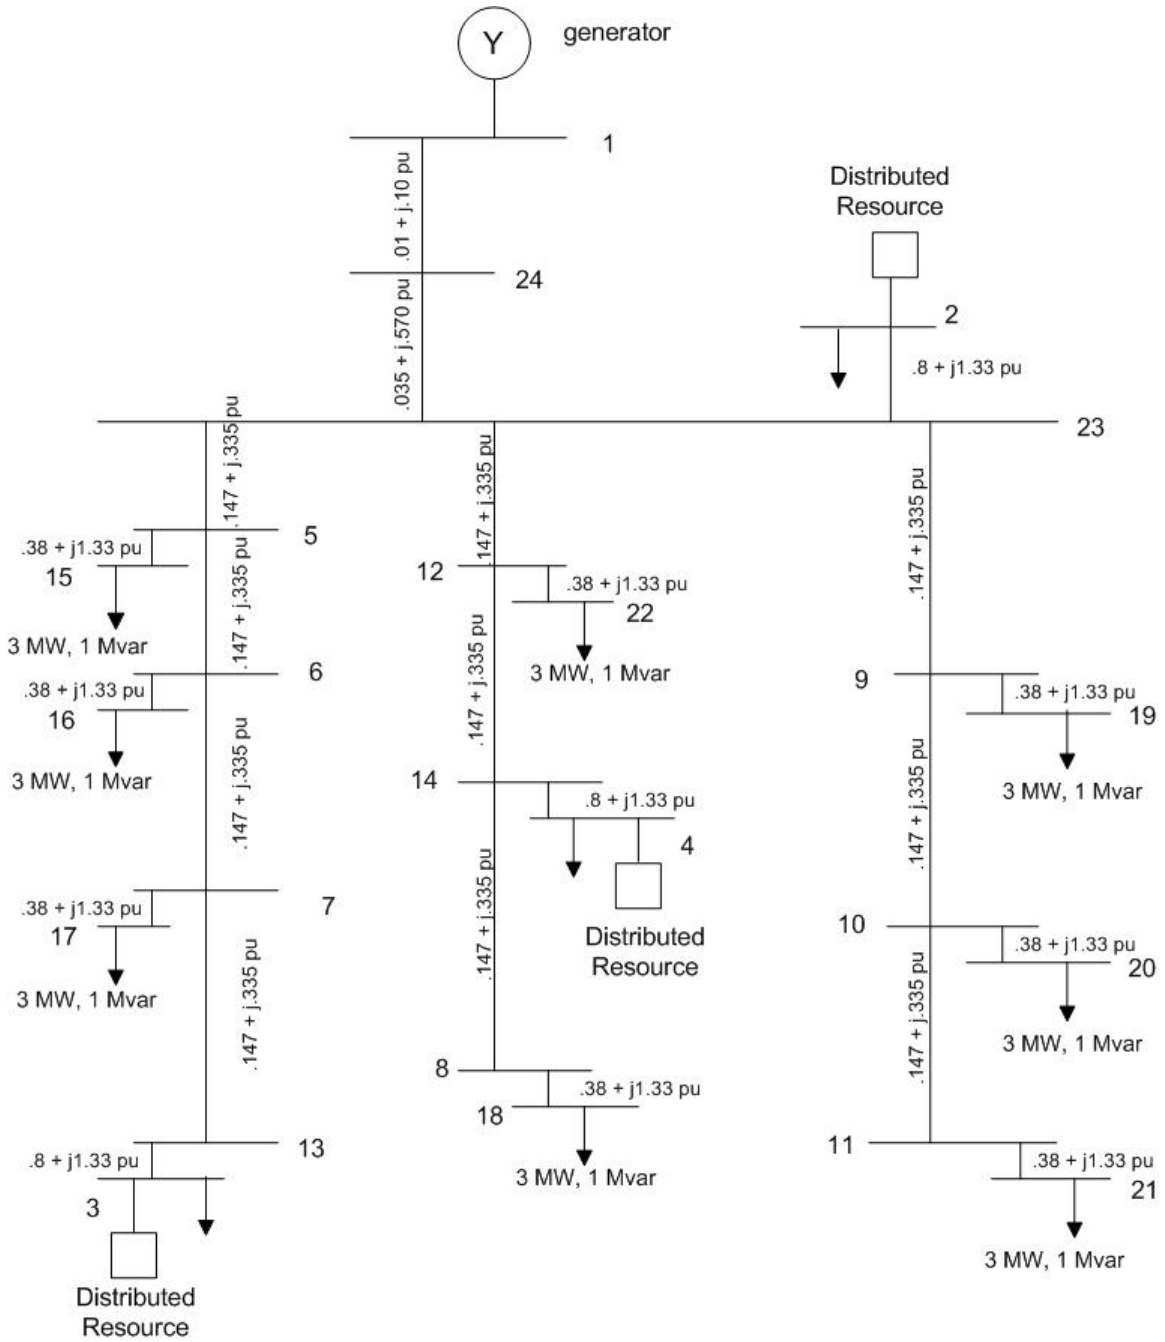 Y
generator
1
.01 + j.10 pu
Distributed
Resource
24
2
.035 + j.570 pu
.8 + j1.33 pu
23
.147 + j.335 pu
.147 + j.335 pu
.147 + j.335 pu
5
.38 + j1.33 pu
15
3 MW, 1 Mvar
.147 + j.335 pu
12
.38 + j1.33 pu
22
3 MW, 1 Mvar
6
.38 + j1.33 pu
16
3 MW, 1 Mvar
.147 + j.335 pu
.147 + j.335 pu
9
.38 + j1.33 pu
19
3 MW, 1 Mvar
14
.8 + j1.33 pu
4
Distributed
Resource
.147 + j.335 pu
.147 + j.335 pu
7
.38 + j1.33 pu
17
3 MW, 1 Mvar
.147 + j.335 pu
10
.38 + j1.33 pu
20
3 MW, 1 Mvar
.147 + j.335 pu
8
.38 + j1.33 pu
18
3 MW, 1 Mvar
13
.8 + j1.33 pu
3
Distributed
Resource
11
.38 + j1.33 pu
21
3 MW, 1 Mvar